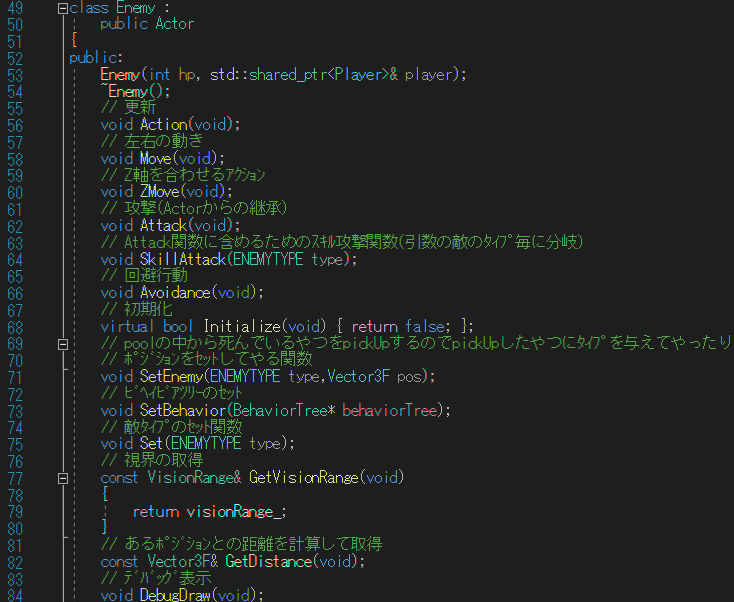 49 class Enemy :
50 public Actor
51 {
52 public:
53 Enemy(int hp, std::shared_ptr<Player>& player);
54 ~Enemy();
55 // 更新
56 void Action(void);
57 // 左右の動き
58 void Move(void);
59 // Z軸を合わせるｱｸｼｮﾝ
60 void ZMove(void);
61 // 攻撃(Actorからの継承)
62 void Attack(void);
63 // Attack関数に含めるためのｽｷﾙ攻撃関数(引数の敵のﾀｲﾌﾟ毎に分岐)
64 void SkillAttack(ENEMYTYPE type);
65 // 回避行動
66 void Avoidance(void);
67 // 初期化
68 virtual bool Initialize(void) { return false; };
69 // poolの中から死んでいるやつをpickUpするのでpickUpしたやつにﾀｲﾌﾟを与えてやったり
70 // ﾎﾟｼﾞｼｮﾝをセットしてやる関数
71 void SetEnemy(ENEMYTYPE type,Vector3F pos);
72 // ﾋﾞﾍｲﾋﾞｱﾂﾘｰのセット
73 void SetBehavior(BehaviorTree* behaviorTree);
74 // 敵ﾀｲﾌﾟのセット関数
75 void Set(ENEMYTYPE type);
76 // 視界の取得
77 const VisionRange& GetVisionRange(void)
78 {
79 return visionRange_;
80 }
81 // あるﾎﾟｼﾞｼｮﾝとの距離を計算して取得
82 const Vector3F& GetDistance(void);
83 // ﾃﾞﾊﾞｯｸﾞ表示
84 void DebugDraw(void);